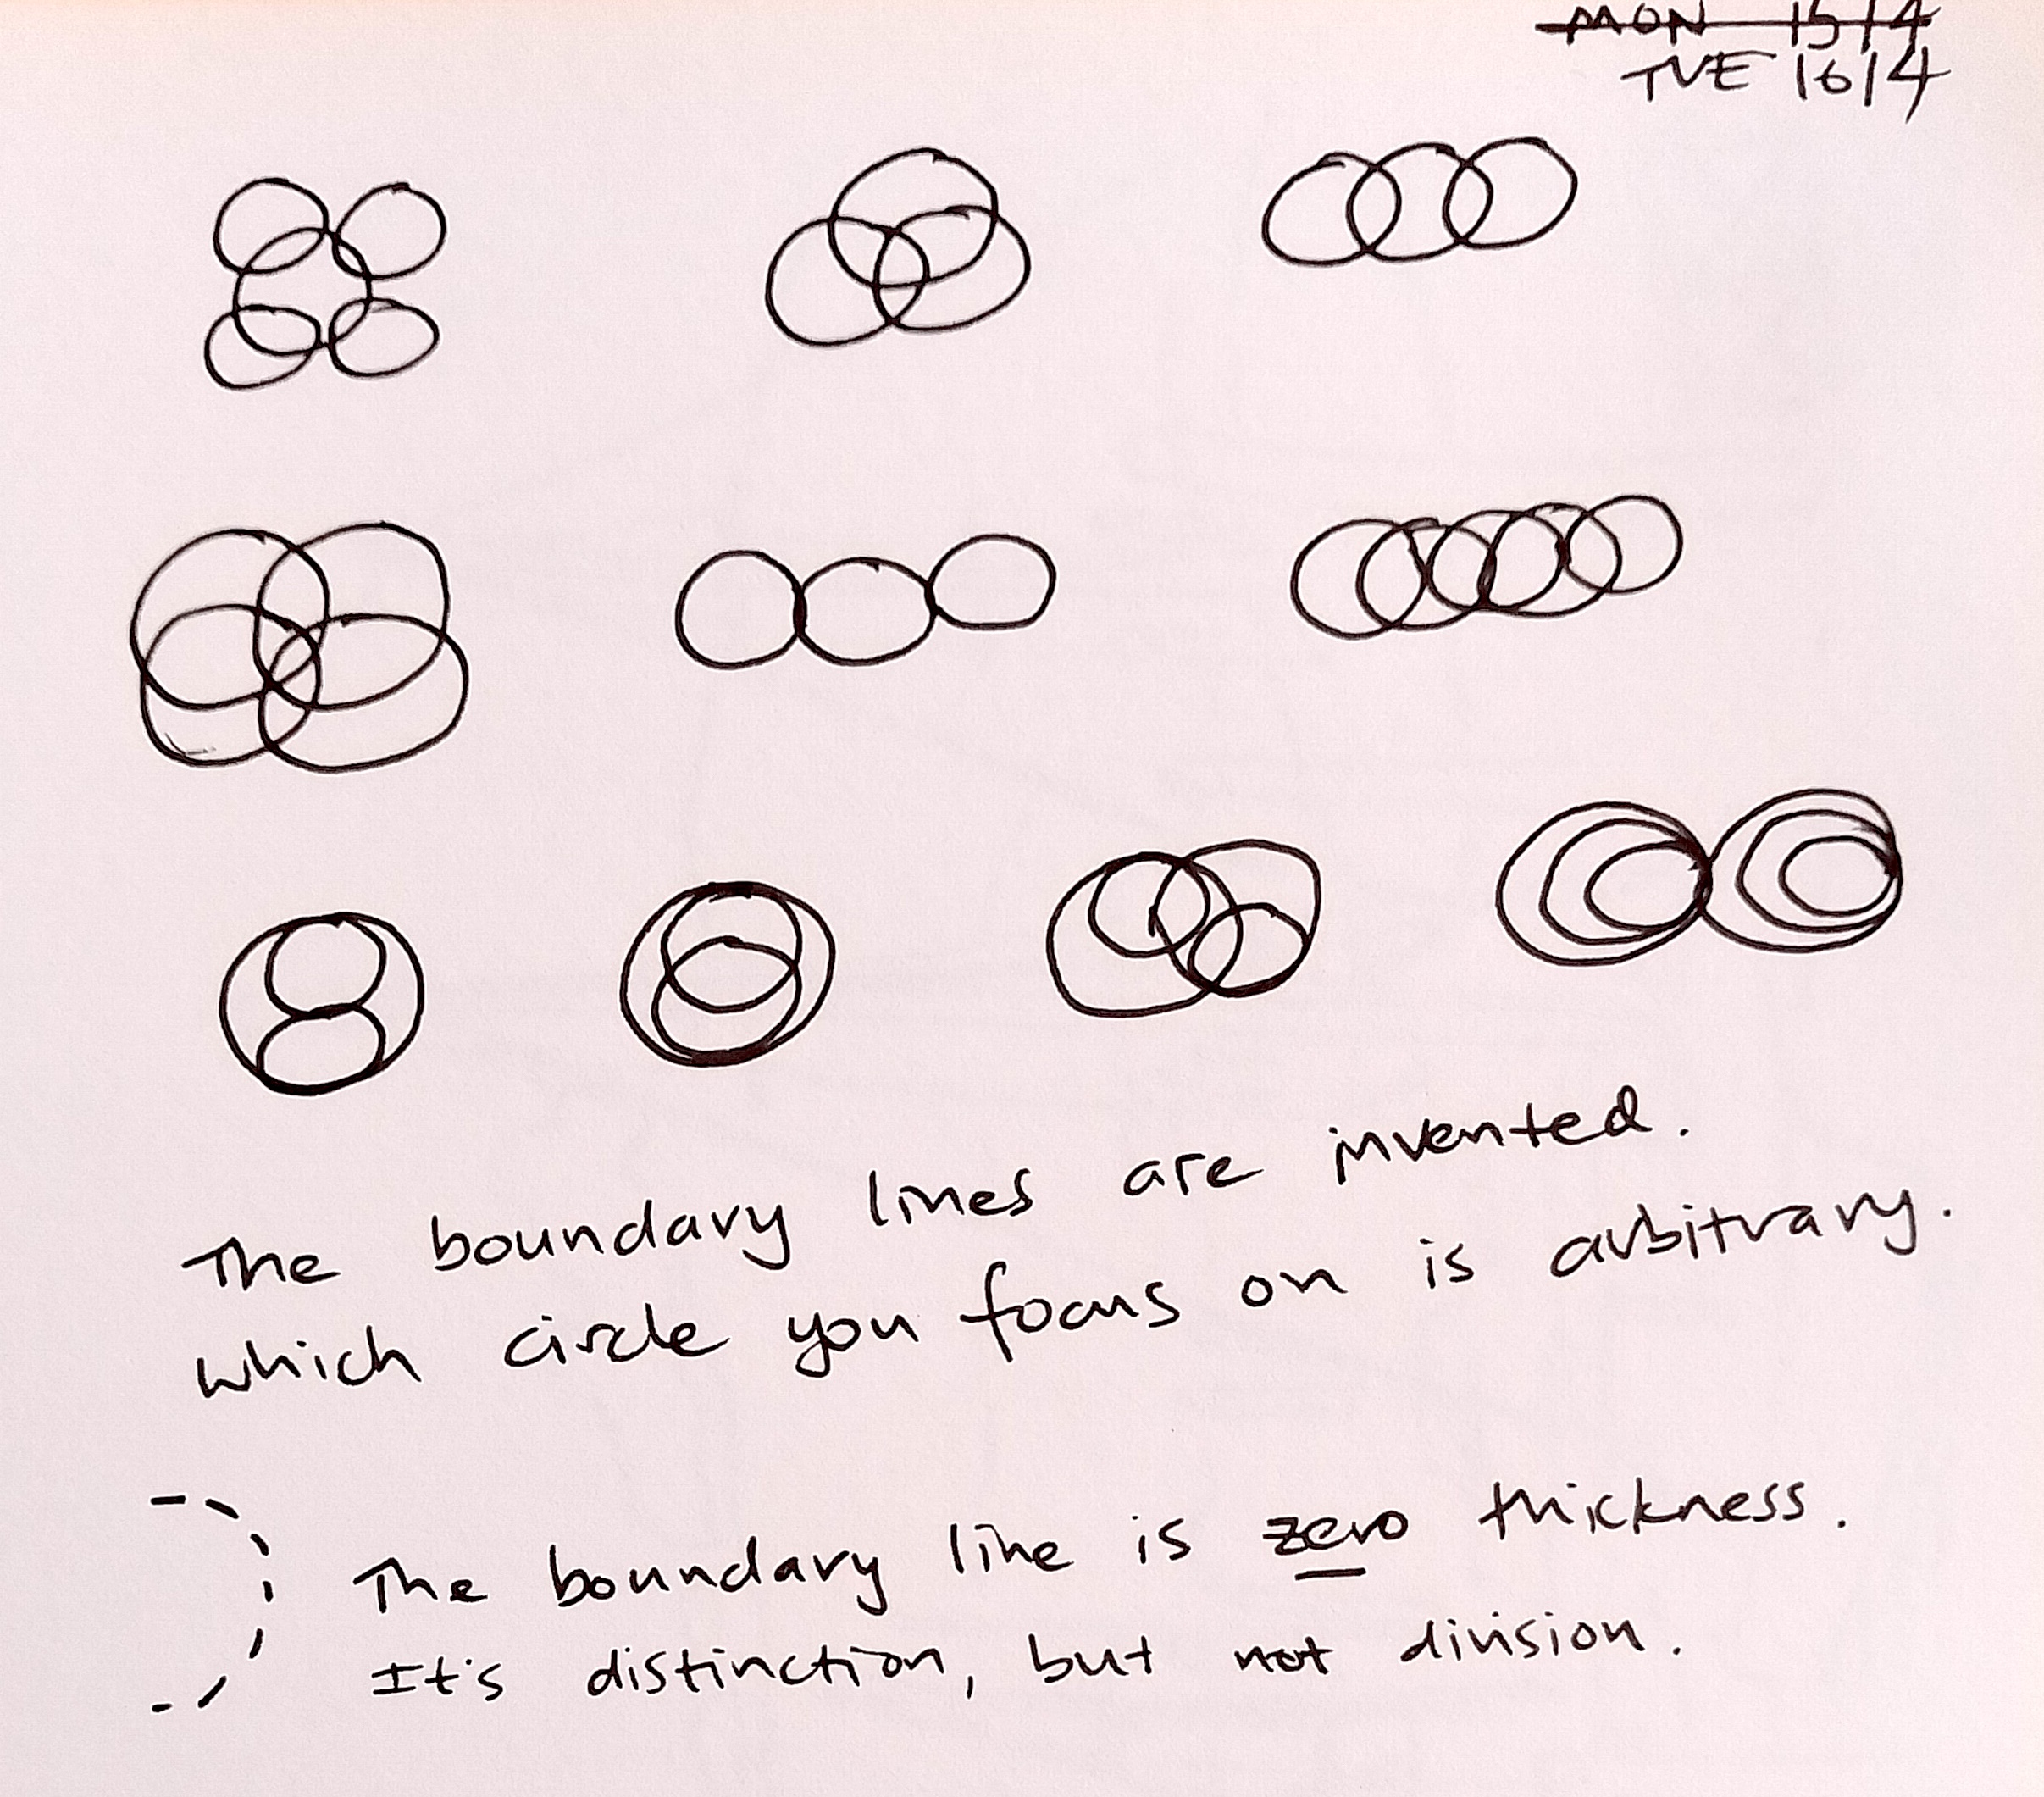 MON 15/4
TUE 16/4
The boundary lines are invented.
which circle you focus on is arbitrary.
The boundary line is zero thickness.
It's distinction, but not division.